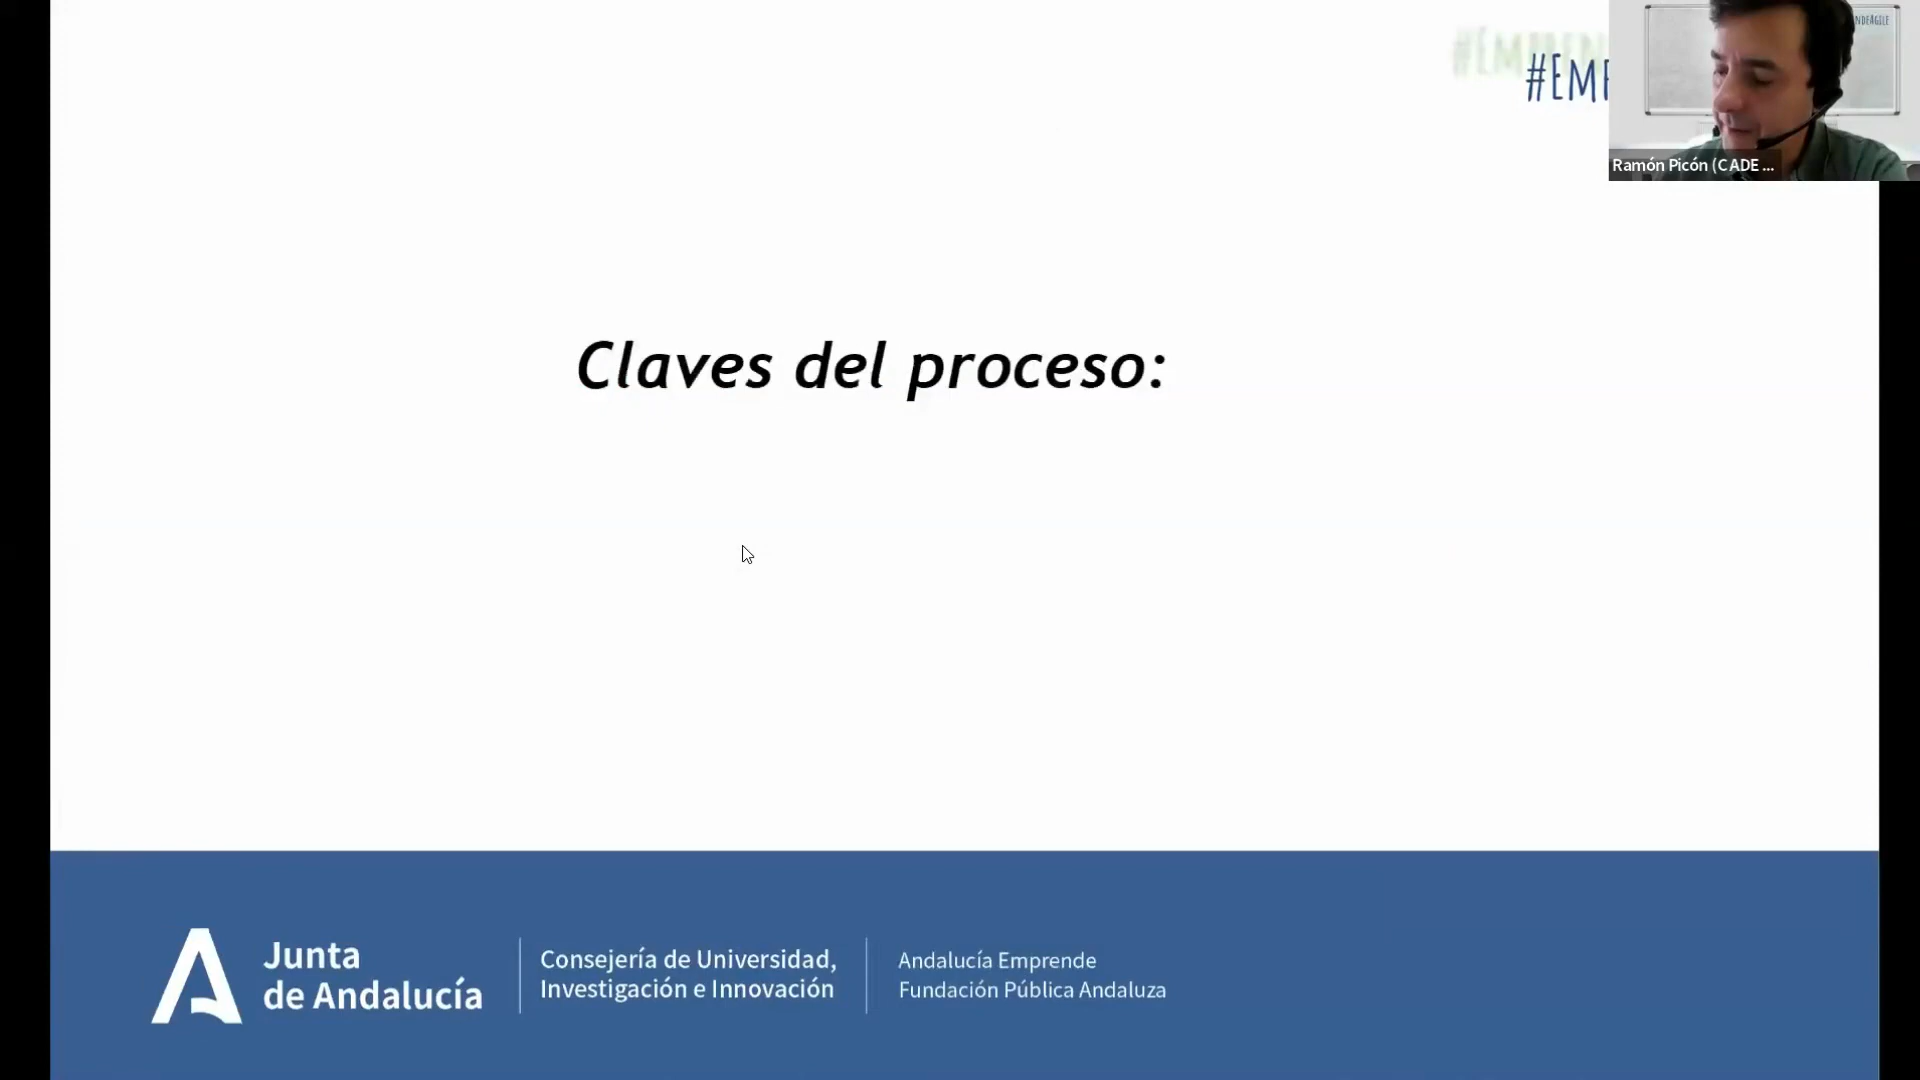 #EMP
Ramón Picón (CADE ...
Claves del proceso:
Junta
de Andalucía
Consejería de Universidad,
Investigación e Innovación
Andalucía Emprende
Fundación Pública Andaluza